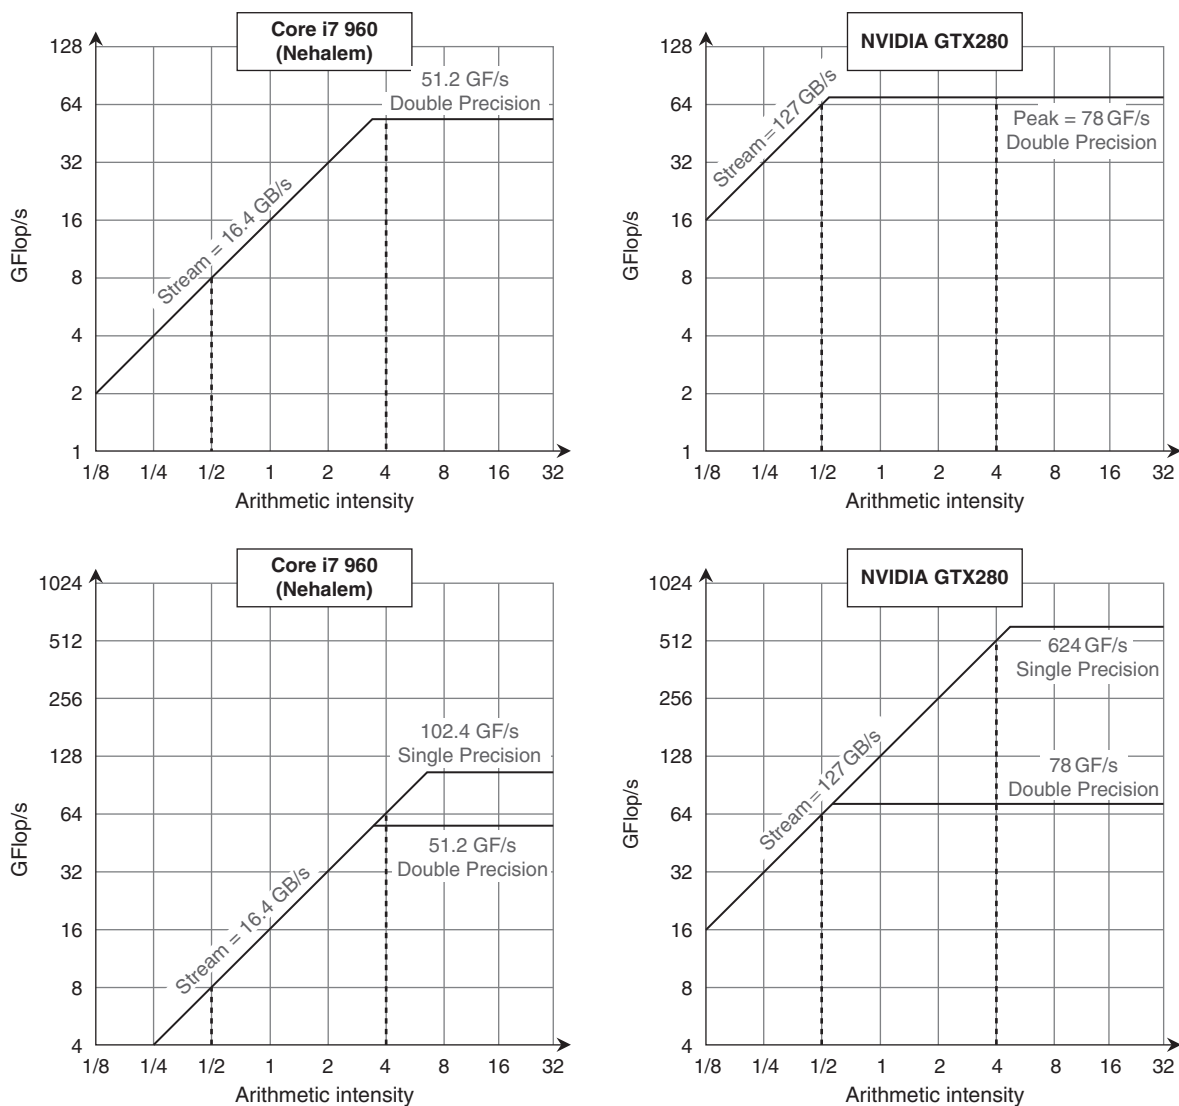 Core i7 960
(Nehalem)
128
64
32
16
8
4
2
1
GFlop/s
51.2 GF/s
Double Precision
Stream = 16.4 GB/s
1/8 1/4 1/2 1 2 4 8 16 32
Arithmetic intensity
NVIDIA GTX280
128
64
32
16
8
4
2
1
GFlop/s
Stream = 127 GB/s
Peak = 78 GF/s
Double Precision
1/8 1/4 1/2 1 2 4 8 16 32
Arithmetic intensity
Core i7 960
(Nehalem)
1024
512
256
128
64
32
16
8
4
GFlop/s
102.4 GF/s
Single Precision
51.2 GF/s
Double Precision
Stream = 16.4 GB/s
1/8 1/4 1/2 1 2 4 8 16 32
Arithmetic intensity
NVIDIA GTX280
1024
512
256
128
64
32
16
8
4
GFlop/s
624 GF/s
Single Precision
78 GF/s
Double Precision
Stream = 127 GB/s
1/8 1/4 1/2 1 2 4 8 16 32
Arithmetic intensity